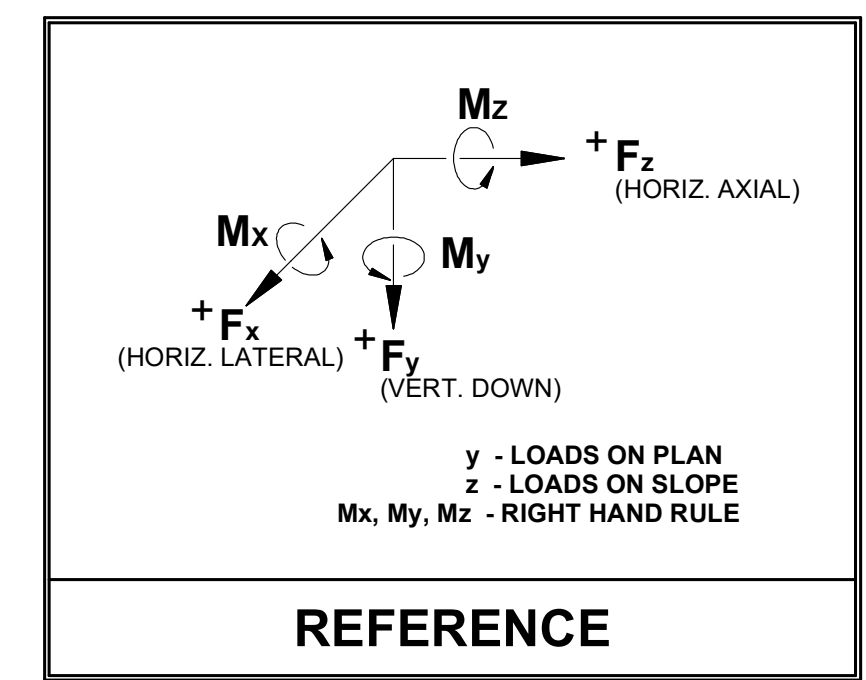 Mz
+Fz
(HORIZ. AXIAL)
Mx
My
+Fx
(HORIZ. LATERAL)
+Fy
(VERT. DOWN)
y - LOADS ON PLAN
z - LOADS ON SLOPE
Mx, My, Mz - RIGHT HAND RULE
REFERENCE